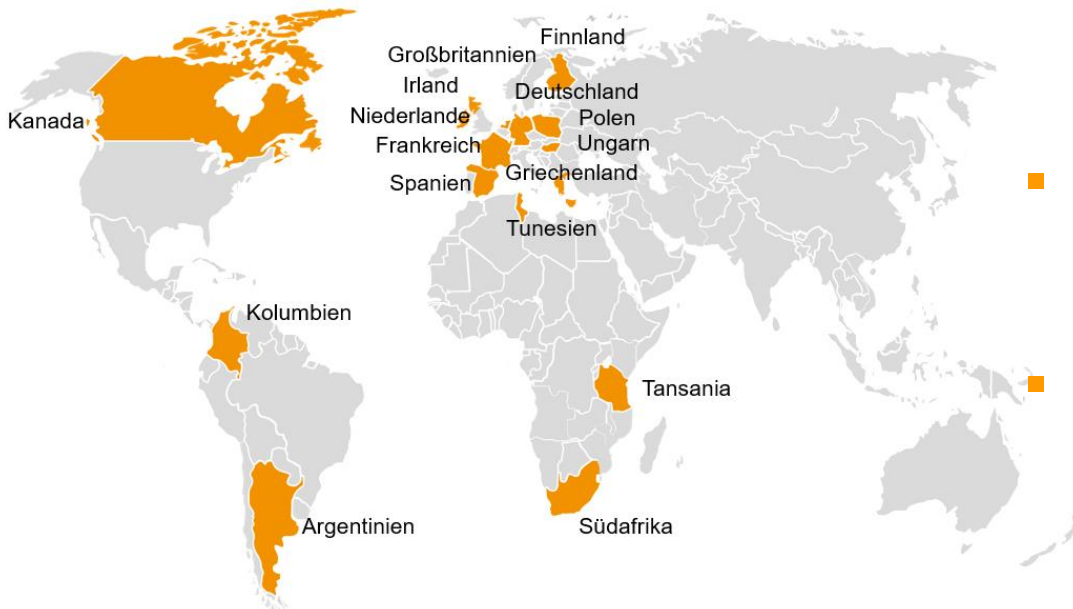 Finnland
Großbritannien
Irland
Deutschland
Kanada
Niederlande
Polen
Frankreich
Ungarn
Griechenland
Spanien
Tunesien
Kolumbien
Tansania
Argentinien
Südafrika